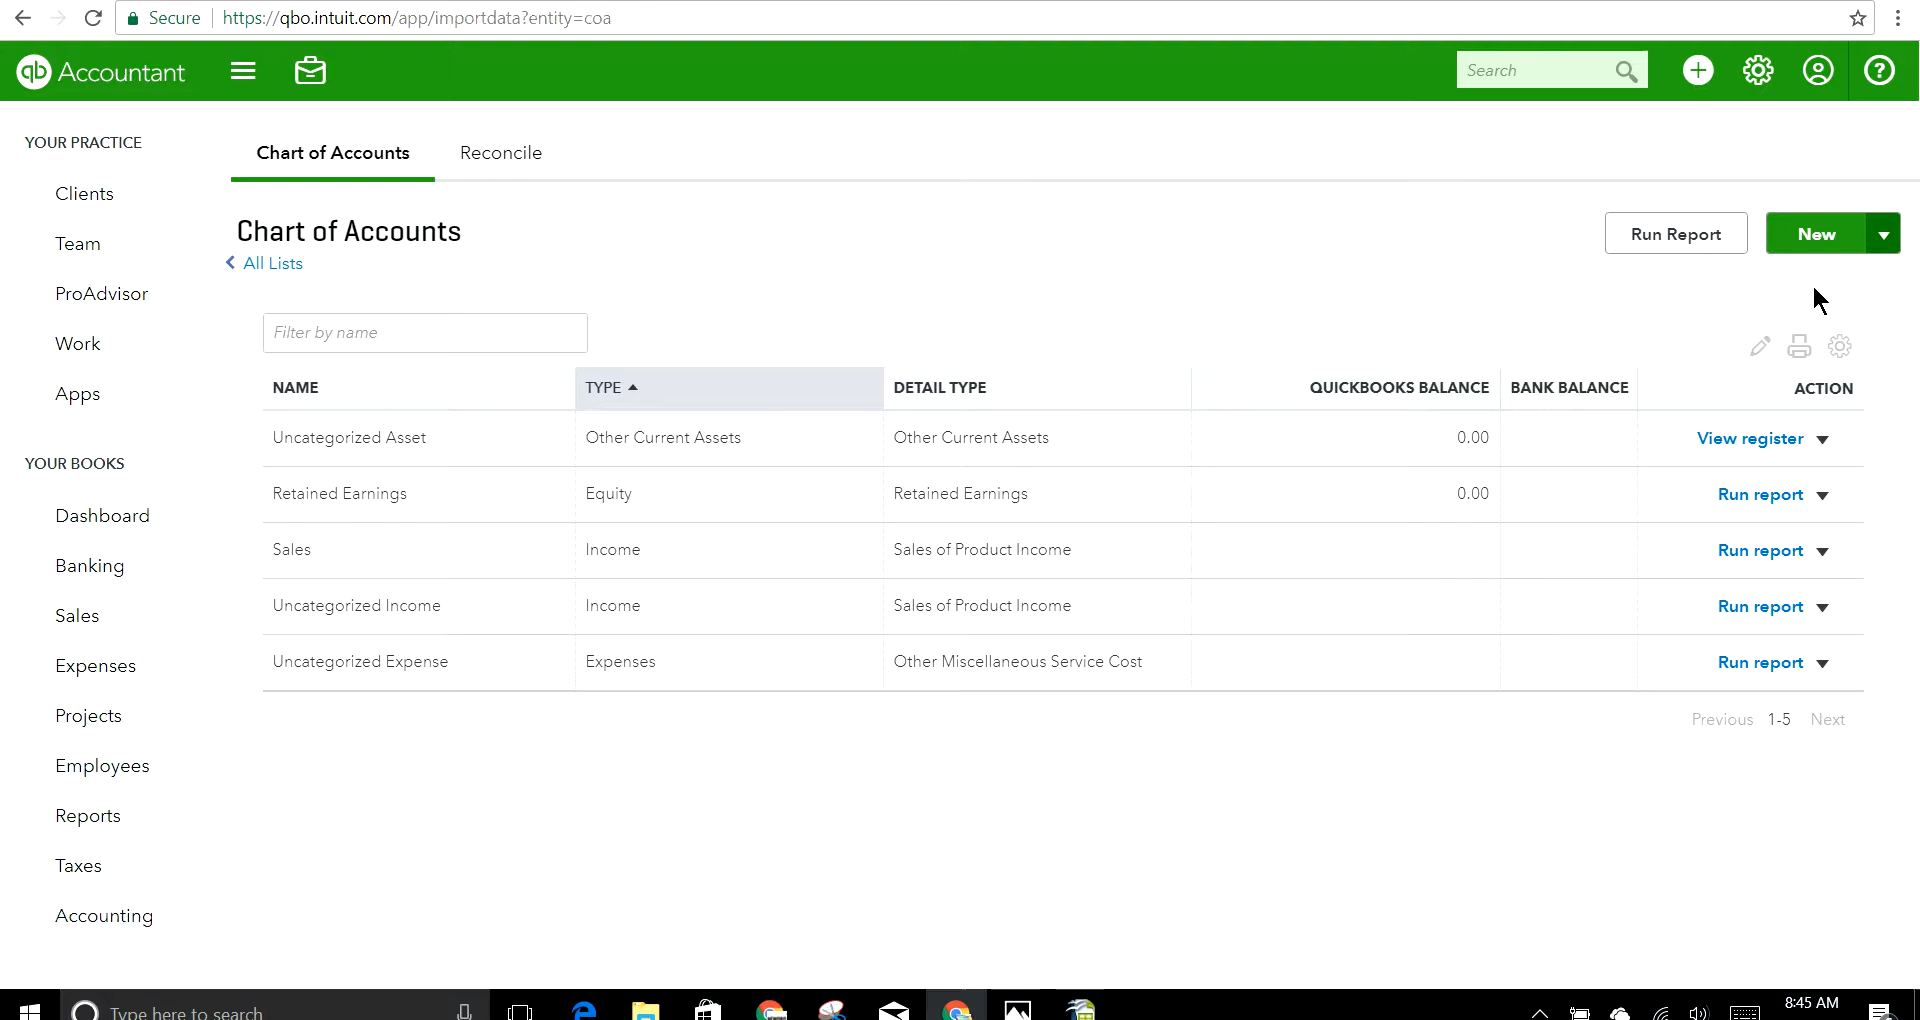 Secure https://qbo.intuit.com/app/importdata?entity=coa
qb Accountant
Search
YOUR PRACTICE
Clients
Team
ProAdvisor
Work
Apps
YOUR BOOKS
Dashboard
Banking
Sales
Expenses
Projects
Employees
Reports
Taxes
Accounting
Chart of Accounts Reconcile
Chart of Accounts
Run Report New
All Lists
Filter by name
NAME TYPE DETAIL TYPE QUICKBOOKS BALANCE BANK BALANCE ACTION
Uncategorized Asset Other Current Assets Other Current Assets 0.00 View register
Retained Earnings Equity Retained Earnings 0.00 Run report
Sales Income Sales of Product Income Run report
Uncategorized Income Income Sales of Product Income Run report
Uncategorized Expense Expenses Other Miscellaneous Service Cost Run report
Previous 1-5 Next
Type here to search
8:45 AM